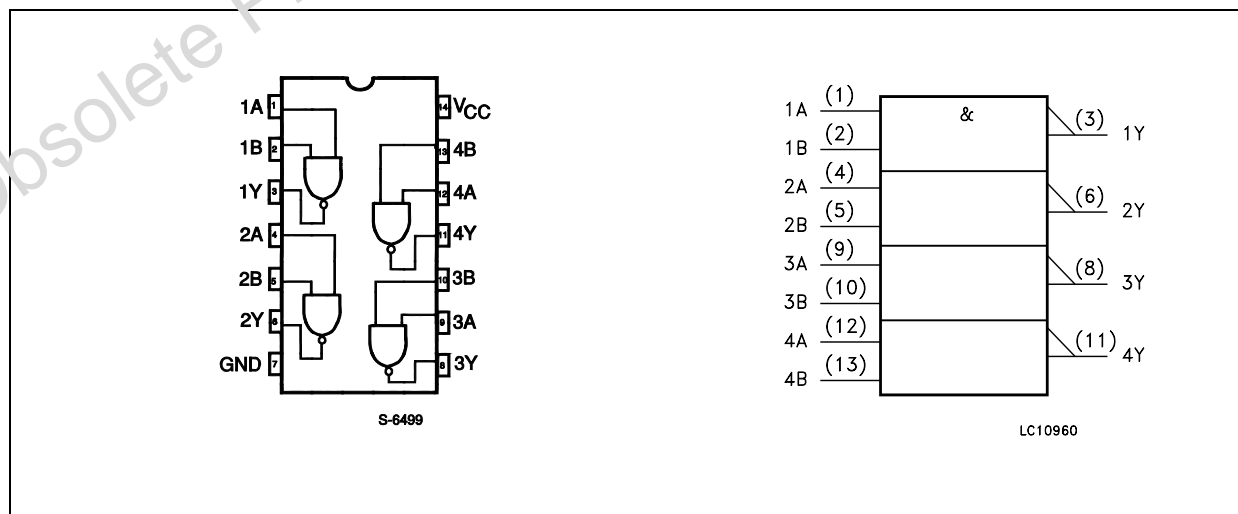 obsolete P
1A 1 14 VCC
1B 2 13 4B
1Y 3 12 4A
2A 4 11 4Y
2B 5 10 3B
2Y 6 9 3A
GND 7 8 3Y
S-6499
1A (1) & (3) 1Y
1B (2)
2A (4) (6) 2Y
2B (5)
3A (9) (8) 3Y
3B (10)
4A (12) (11) 4Y
4B (13)
LC10960